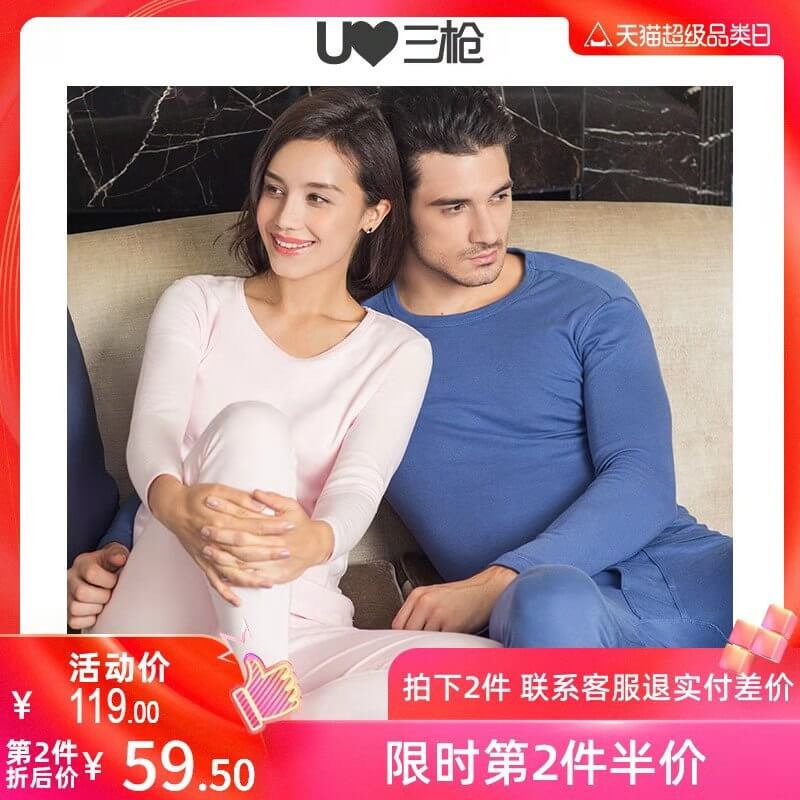 U♥三枪
天猫超级品类日
活动价
¥ 119.00
第2件
折后价 ¥ 59.50
拍下2件 联系客服退实付差价
限时第2件半价